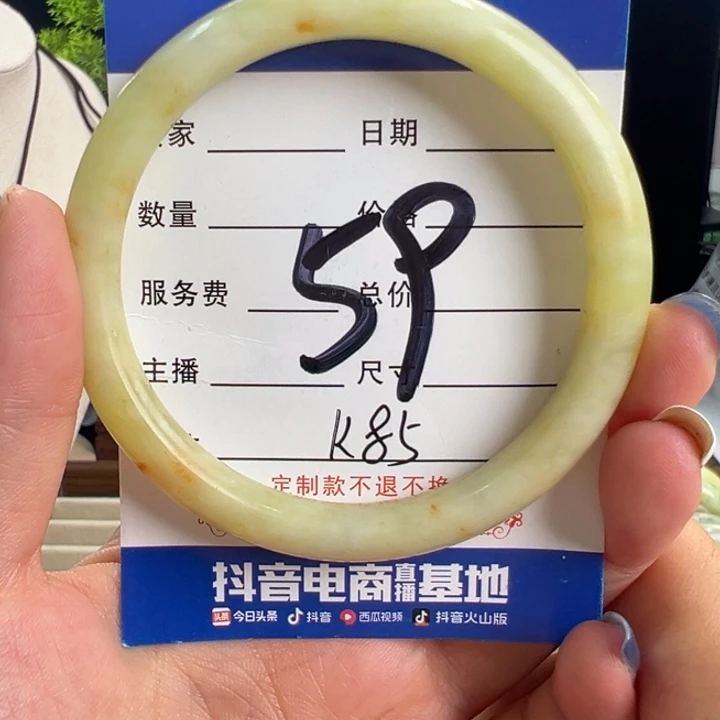 家 日期
数量 价格
59
服务费 总价
主播 尺寸
K85
定制款不退不换
抖音电商直播基地
头条 今日头条 抖音 西瓜视频 抖音火山版